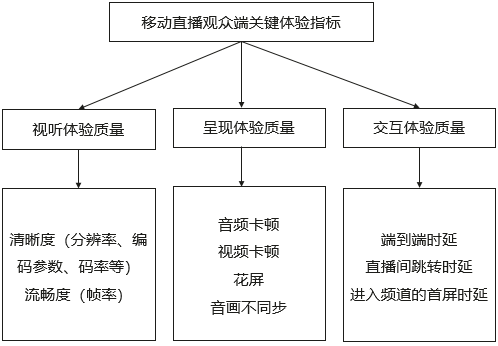 移动直播观众端关键体验指标
视听体验质量
呈现体验质量
交互体验质量
清晰度（分辨率、编
码参数、码率等）
流畅度（帧率）
音频卡顿
视频卡顿
花屏
音画不同步
端到端时延
直播间跳转时延
进入频道的首屏时延